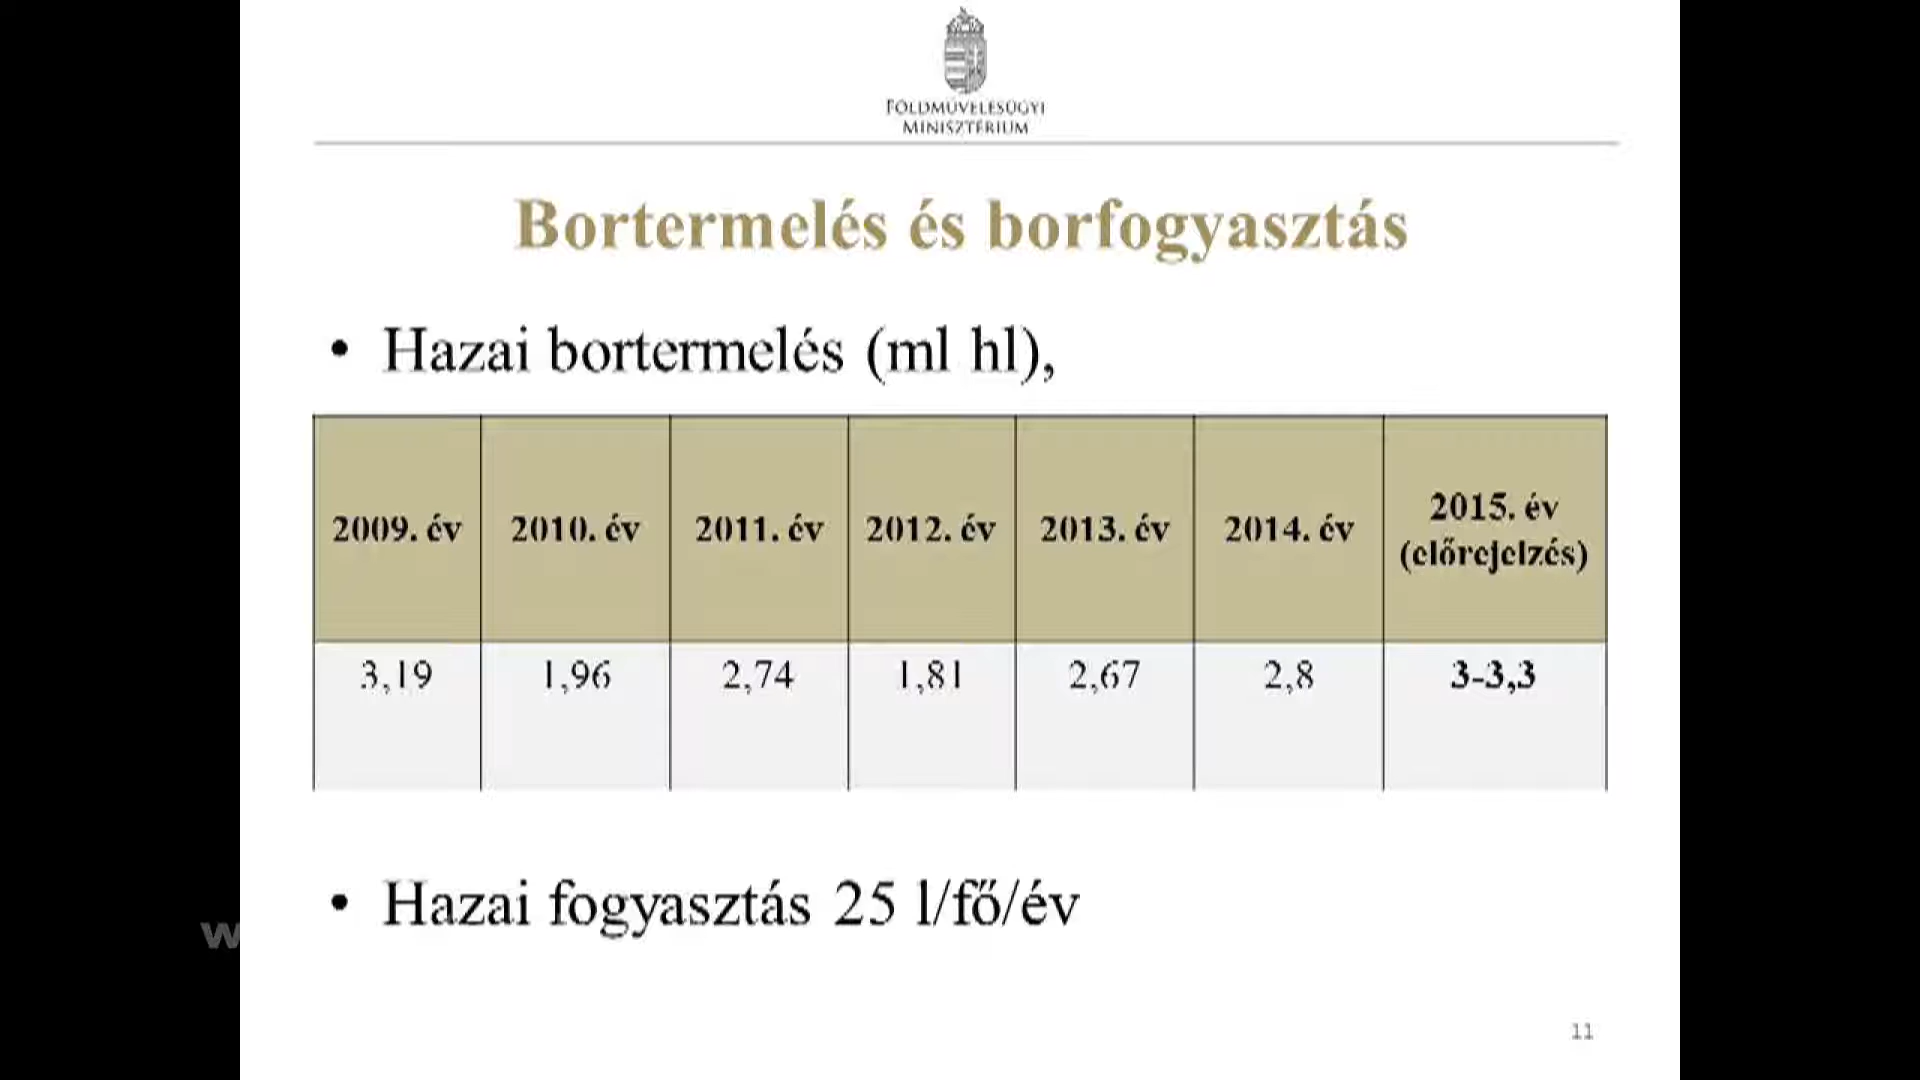 FÖLDMŰVELÉSÜGYI
MINISZTÉRIUM
Bortermelés és borfogyasztás
• Hazai bortermelés (ml hl),
2009. év 2010. év 2011. év 2012. év 2013. év 2014. év 2015. év (előrejelzés)
3,19 1,96 2,74 1,81 2,67 2,8 3-3,3
• Hazai fogyasztás 25 l/fő/év
11